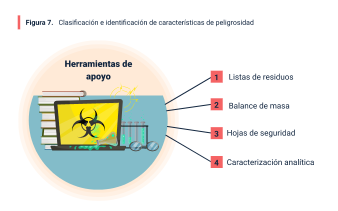 Figura 7. Clasificación e identificación de características de peligrosidad
Herramientas de
apoyo
1 Listas de residuos
2 Balance de masa
3 Hojas de seguridad
4 Caracterización analítica